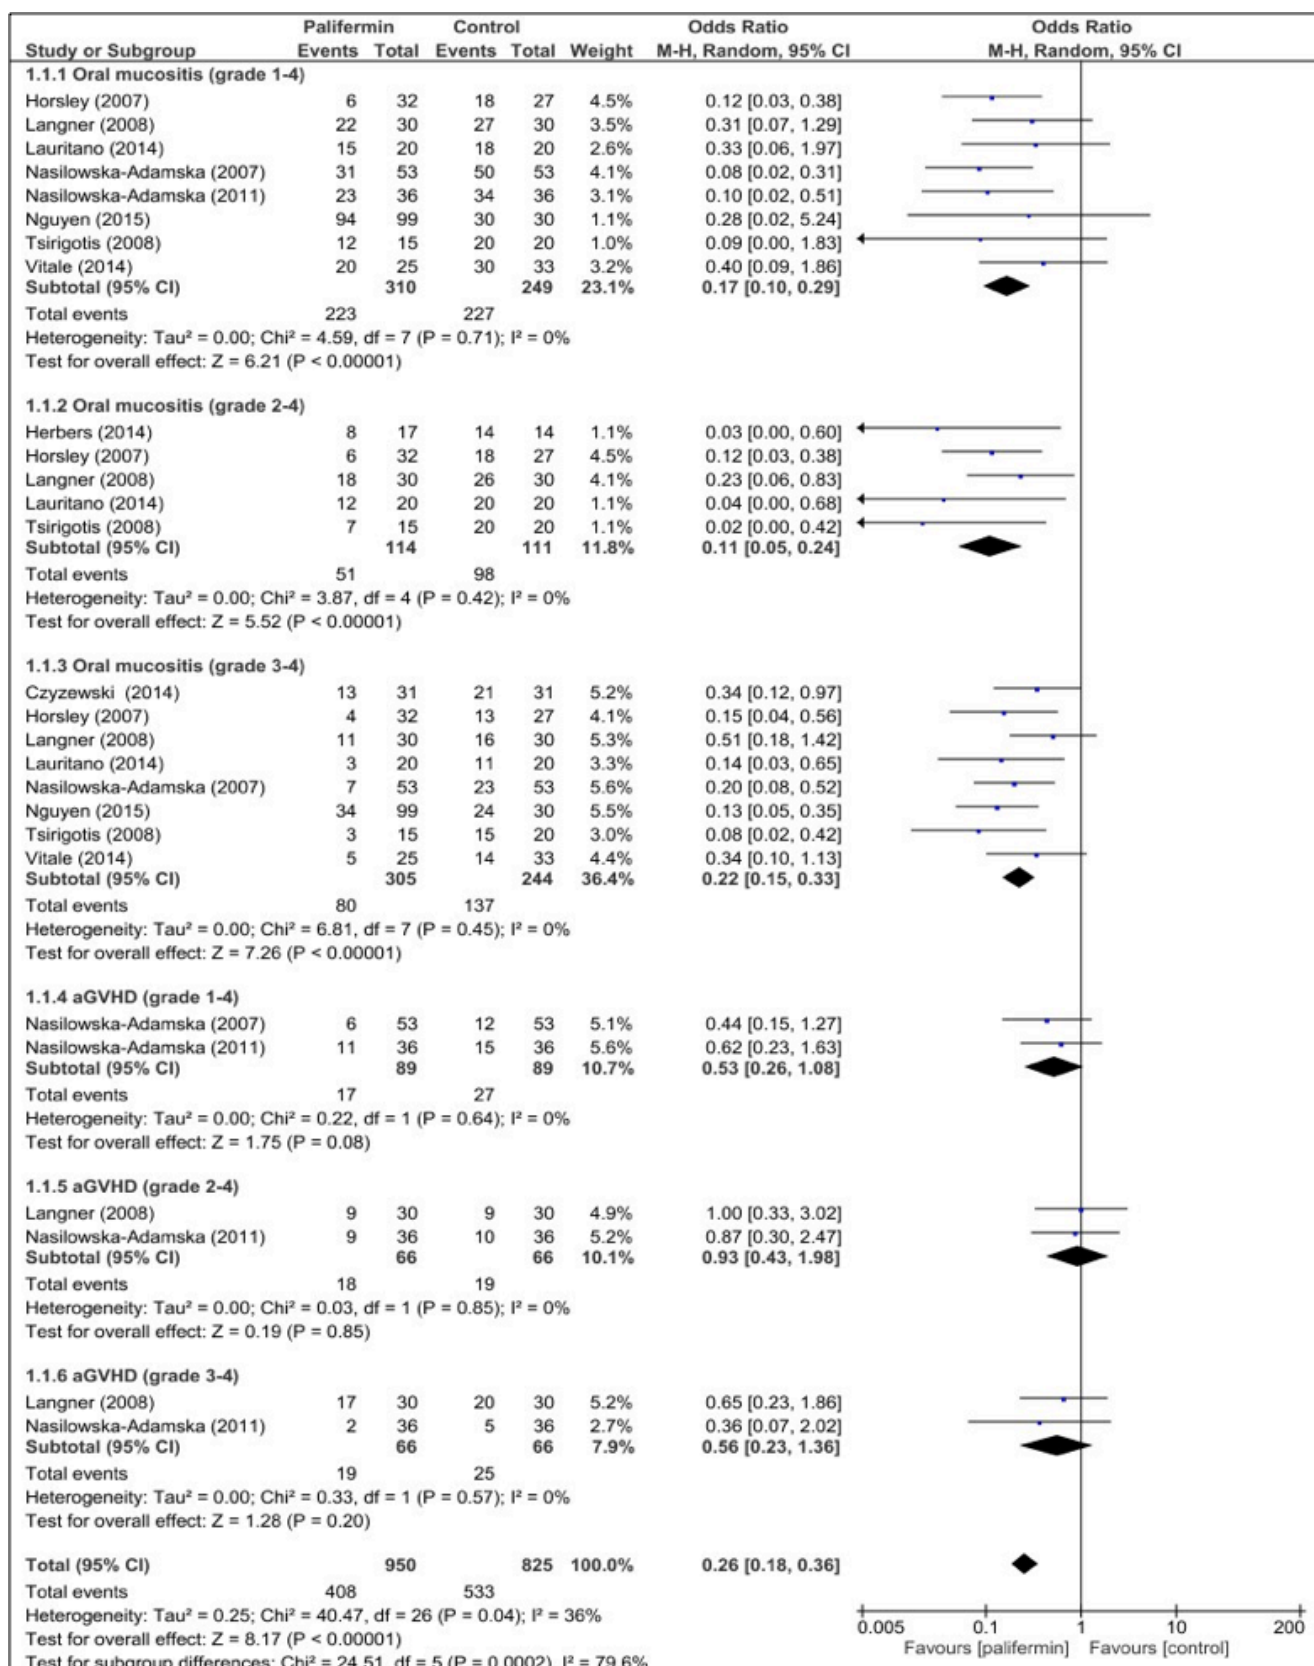 Palifermin Control Odds Ratio Odds Ratio
Study or Subgroup Events Total Events Total Weight M-H, Random, 95% CI M-H, Random, 95% CI
1.1.1 Oral mucositis (grade 1-4)
Horsley (2007) 6 32 18 27 4.5% 0.12 [0.03, 0.38]
Langner (2008) 22 30 27 30 3.5% 0.31 [0.07, 1.29]
Lauritano (2014) 15 20 18 20 2.6% 0.33 [0.06, 1.97]
Nasilowska-Adamska (2007) 31 53 50 53 4.1% 0.08 [0.02, 0.31]
Nasilowska-Adamska (2011) 23 36 34 36 3.1% 0.10 [0.02, 0.51]
Nguyen (2015) 94 99 30 30 1.1% 0.28 [0.02, 5.24]
Tsirigotis (2008) 12 15 20 20 1.0% 0.09 [0.00, 1.83]
Vitale (2014) 20 25 30 33 3.2% 0.40 [0.09, 1.86]
Subtotal (95% CI) 310 249 23.1% 0.17 [0.10, 0.29]
Total events 223 227
Heterogeneity: Tau² = 0.00; Chi² = 4.59, df = 7 (P = 0.71); I² = 0%
Test for overall effect: Z = 6.21 (P < 0.00001)
1.1.2 Oral mucositis (grade 2-4)
Herbers (2014) 8 17 14 14 1.1% 0.03 [0.00, 0.60]
Horsley (2007) 6 32 18 27 4.5% 0.12 [0.03, 0.38]
Langner (2008) 18 30 26 30 4.1% 0.23 [0.06, 0.83]
Lauritano (2014) 12 20 20 20 1.1% 0.04 [0.00, 0.68]
Tsirigotis (2008) 7 15 20 20 1.1% 0.02 [0.00, 0.42]
Subtotal (95% CI) 114 111 11.8% 0.11 [0.05, 0.24]
Total events 51 98
Heterogeneity: Tau² = 0.00; Chi² = 3.87, df = 4 (P = 0.42); I² = 0%
Test for overall effect: Z = 5.52 (P < 0.00001)
1.1.3 Oral mucositis (grade 3-4)
Czyzewski (2014) 13 31 21 31 5.2% 0.34 [0.12, 0.97]
Horsley (2007) 4 32 13 27 4.1% 0.15 [0.04, 0.56]
Langner (2008) 11 30 16 30 5.3% 0.51 [0.18, 1.42]
Lauritano (2014) 3 20 11 20 3.3% 0.14 [0.03, 0.65]
Nasilowska-Adamska (2007) 7 53 23 53 5.6% 0.20 [0.08, 0.52]
Nguyen (2015) 34 99 24 30 5.5% 0.13 [0.05, 0.35]
Tsirigotis (2008) 3 15 15 20 3.0% 0.08 [0.02, 0.42]
Vitale (2014) 5 25 14 33 4.4% 0.34 [0.10, 1.13]
Subtotal (95% CI) 305 244 36.4% 0.22 [0.15, 0.33]
Total events 80 137
Heterogeneity: Tau² = 0.00; Chi² = 6.81, df = 7 (P = 0.45); I² = 0%
Test for overall effect: Z = 7.26 (P < 0.00001)
1.1.4 aGVHD (grade 1-4)
Nasilowska-Adamska (2007) 6 53 12 53 5.1% 0.44 [0.15, 1.27]
Nasilowska-Adamska (2011) 11 36 15 36 5.6% 0.62 [0.23, 1.63]
Subtotal (95% CI) 89 89 10.7% 0.53 [0.26, 1.08]
Total events 17 27
Heterogeneity: Tau² = 0.00; Chi² = 0.22, df = 1 (P = 0.64); I² = 0%
Test for overall effect: Z = 1.75 (P = 0.08)
1.1.5 aGVHD (grade 2-4)
Langner (2008) 9 30 9 30 4.9% 1.00 [0.33, 3.02]
Nasilowska-Adamska (2011) 9 36 10 36 5.2% 0.87 [0.30, 2.47]
Subtotal (95% CI) 66 66 10.1% 0.93 [0.43, 1.98]
Total events 18 19
Heterogeneity: Tau² = 0.00; Chi² = 0.03, df = 1 (P = 0.85); I² = 0%
Test for overall effect: Z = 0.19 (P = 0.85)
1.1.6 aGVHD (grade 3-4)
Langner (2008) 17 30 20 30 5.2% 0.65 [0.23, 1.86]
Nasilowska-Adamska (2011) 2 36 5 36 2.7% 0.36 [0.07, 2.02]
Subtotal (95% CI) 66 66 7.9% 0.56 [0.23, 1.36]
Total events 19 25
Heterogeneity: Tau² = 0.00; Chi² = 0.33, df = 1 (P = 0.57); I² = 0%
Test for overall effect: Z = 1.28 (P = 0.20)
Total (95% CI) 950 825 100.0% 0.26 [0.18, 0.36]
Total events 408 533
Heterogeneity: Tau² = 0.25; Chi² = 40.47, df = 26 (P = 0.04); I² = 36%
0.005 0.1 1 10 200
Test for overall effect: Z = 8.17 (P < 0.00001)
Favours [palifermin] Favours [control]
Test for subgroup differences: Chi² = 24.51, df = 5 (P = 0.0002), I² = 79.6%